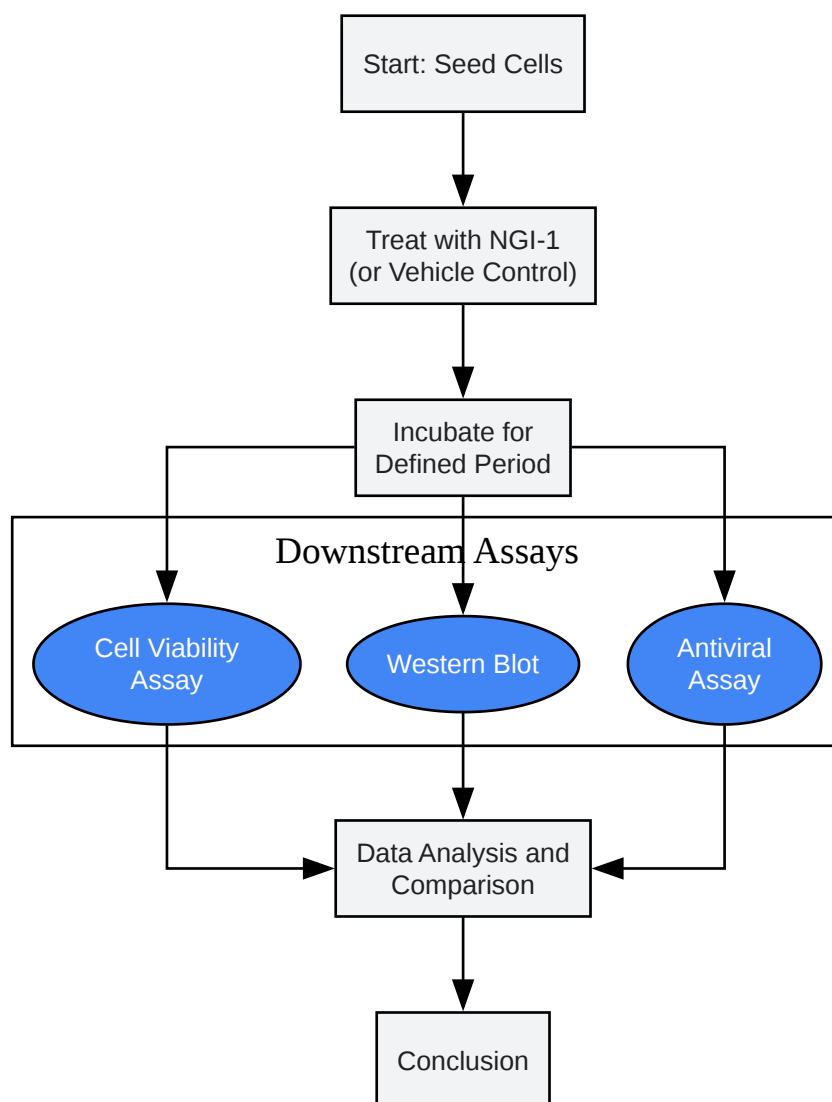 Start: Seed Cells
Treat with NGI-1
(or Vehicle Control)
Incubate for
Defined Period
Downstream Assays
Cell Viability
Assay
Western Blot
Antiviral
Assay
Data Analysis and
Comparison
Conclusion